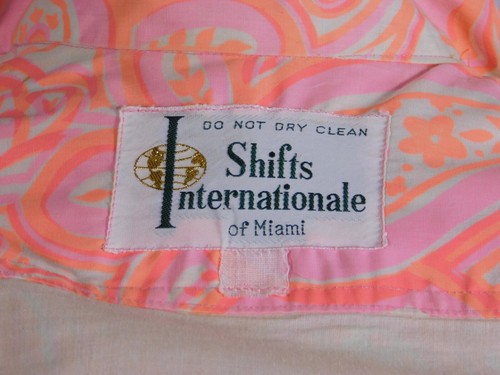 DO NOT DRY CLEAN
Shifts
Internationale
of Miami